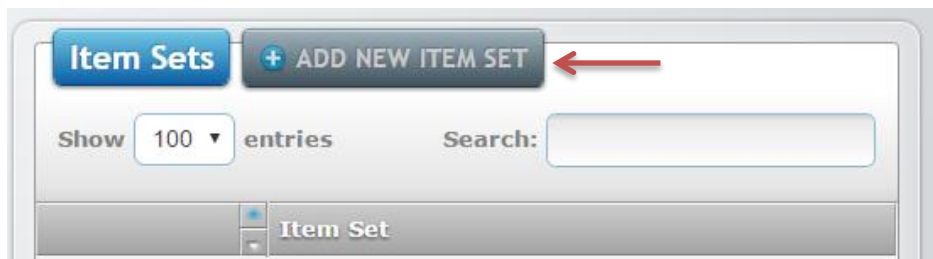 Item Sets ADD NEW ITEM SET
Show 100 entries Search:
Item Set